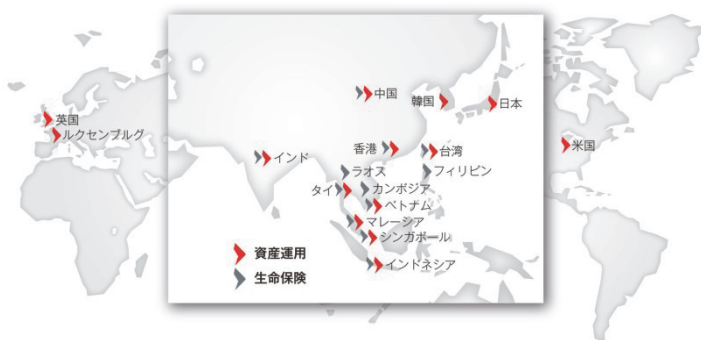 英国
ルクセンブルグ
中国
韓国
日本
インド
香港
台湾
ラオス
フィリピン
タイ
カンボジア
ベトナム
マレーシア
シンガポール
インドネシア
米国
資産運用
生命保険